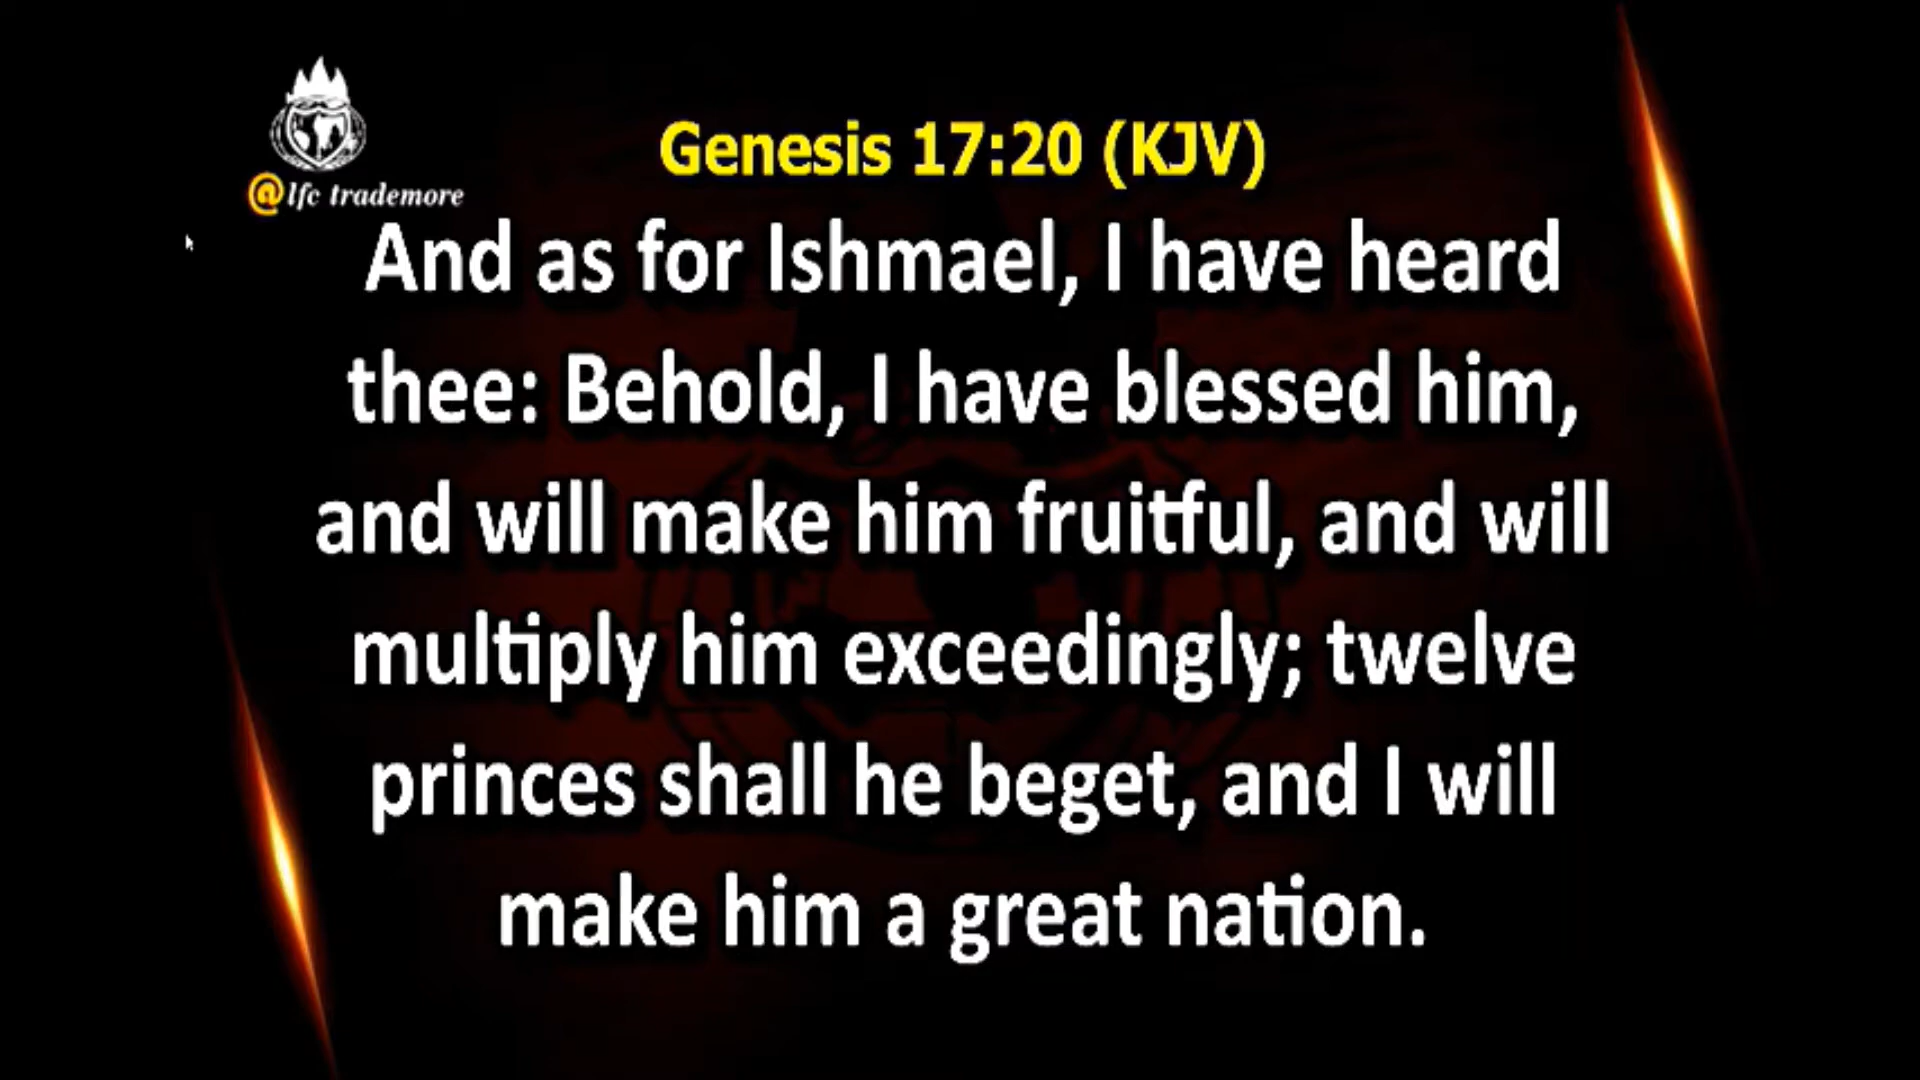 @lfc trademore
Genesis 17:20 (KJV)
And as for Ishmael, I have heard
thee: Behold, I have blessed him,
and will make him fruitful, and will
multiply him exceedingly; twelve
princes shall he beget, and I will
make him a great nation.